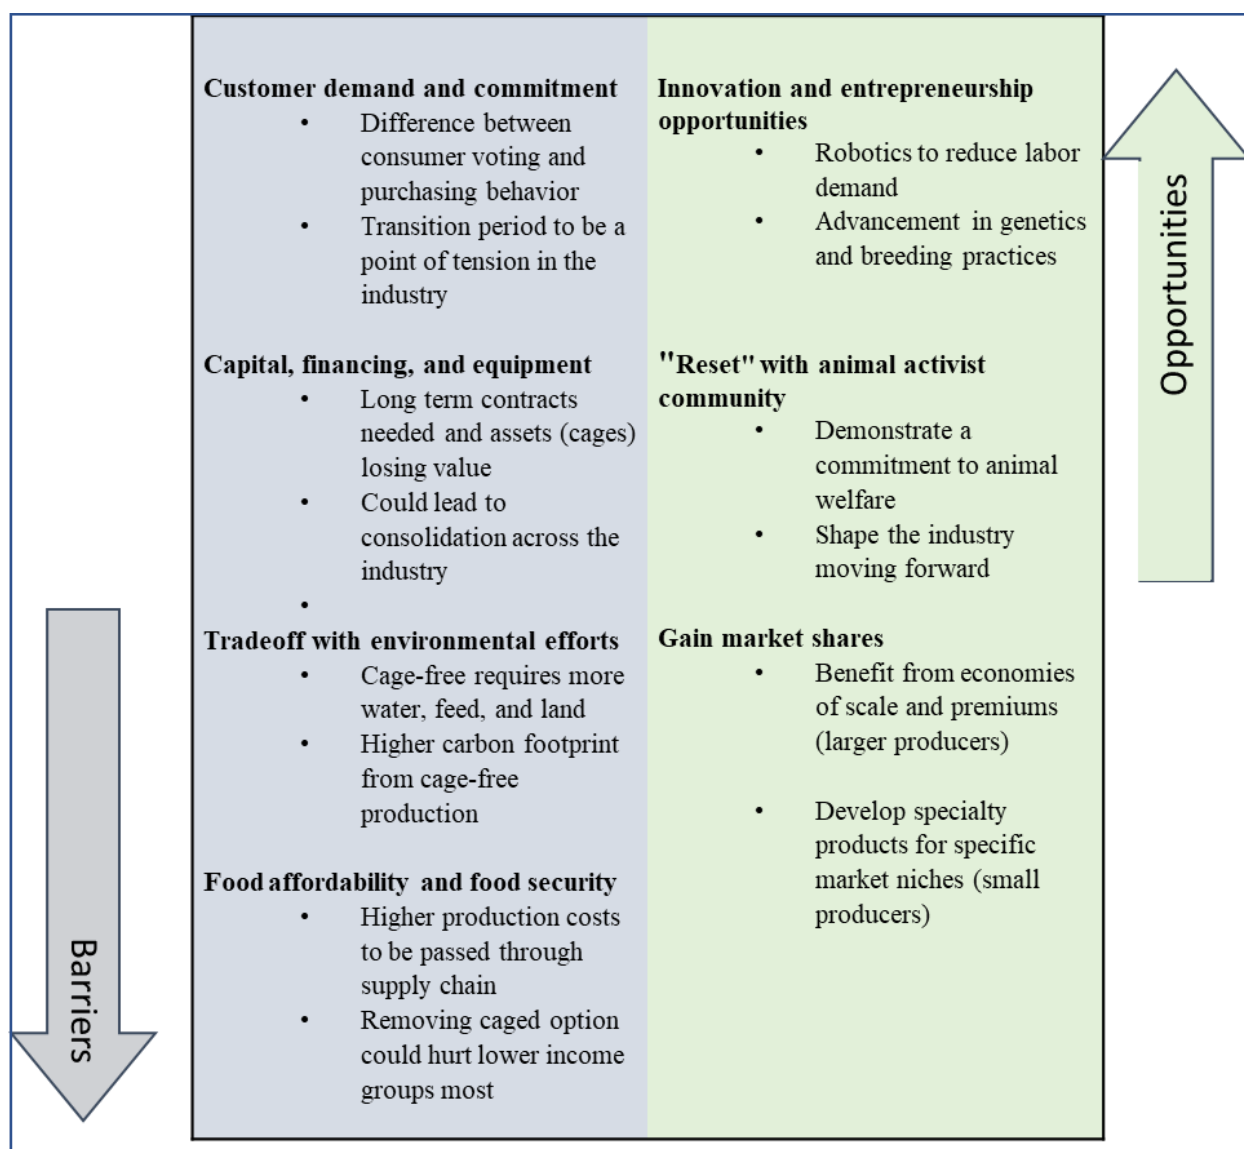 Customer demand and commitment
• Difference between
consumer voting and
purchasing behavior
• Transition period to be a
point of tension in the
industry
Capital, financing, and equipment
• Long term contracts
needed and assets (cages)
losing value
• Could lead to
consolidation across the
industry
•
Tradeoff with environmental efforts
• Cage-free requires more
water, feed, and land
• Higher carbon footprint
from cage-free
production
Food affordability and food security
• Higher production costs
to be passed through
supply chain
• Removing caged option
could hurt lower income
groups most
Innovation and entrepreneurship
opportunities
• Robotics to reduce labor
demand
• Advancement in genetics
and breeding practices
"Reset" with animal activist
community
• Demonstrate a
commitment to animal
welfare
• Shape the industry
moving forward
Gain market shares
• Benefit from economies
of scale and premiums
(larger producers)
• Develop specialty
products for specific
market niches (small
producers)
Barriers
Opportunities